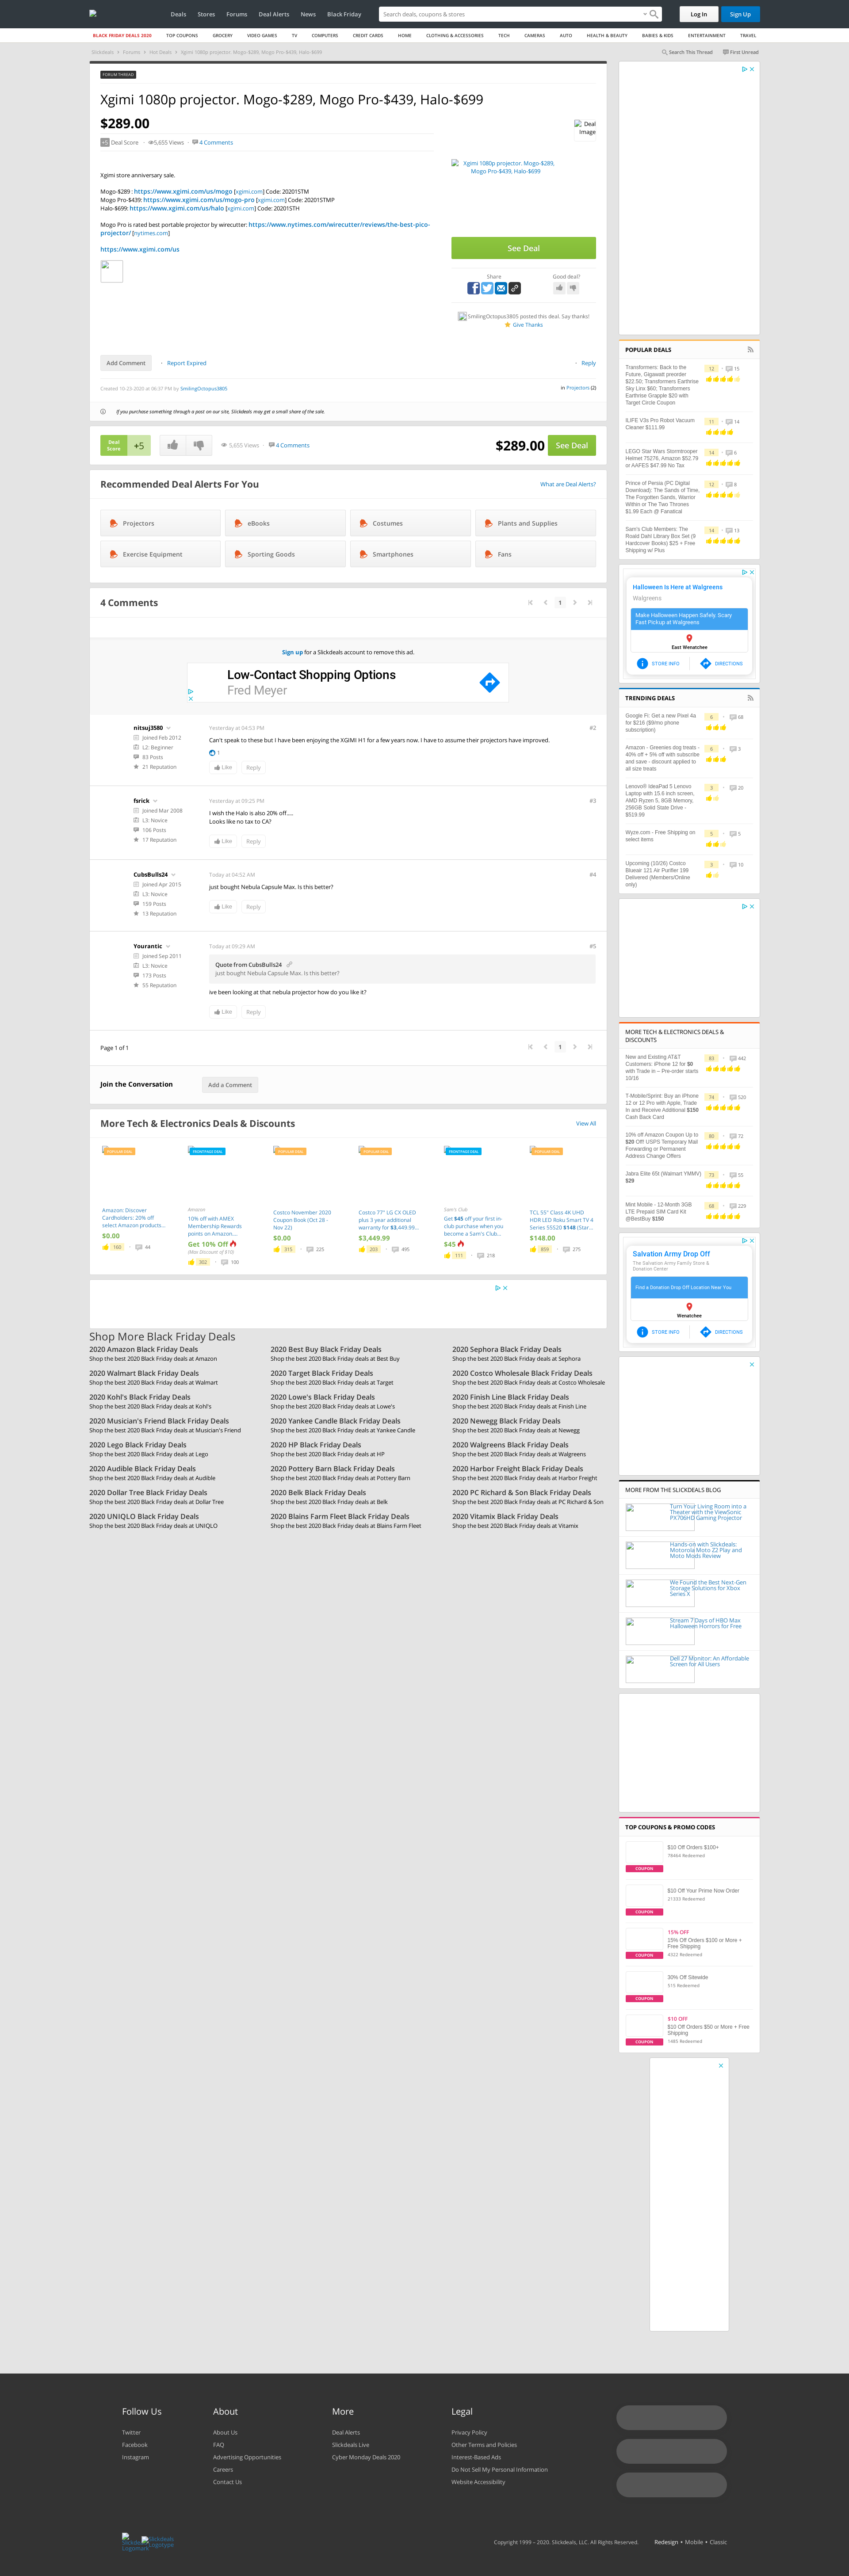 Deals
Stores
Forums
Deal Alerts
News
Black Friday
Search deals, coupons & stores
Log In
Sign Up
BLACK FRIDAY DEALS 2020
TOP COUPONS
GROCERY
VIDEO GAMES
TV
COMPUTERS
CREDIT CARDS
HOME
CLOTHING & ACCESSORIES
TECH
CAMERAS
AUTO
HEALTH & BEAUTY
BABIES & KIDS
ENTERTAINMENT
TRAVEL
Slickdeals
Forums
Hot Deals
Xgimi 1080p projector. Mogo-$289, Mogo Pro-$439, Halo-$699
Search This Thread
First Unread
FORUM THREAD
Xgimi 1080p projector. Mogo-$289, Mogo Pro-$439, Halo-$699
$289.00
+5 Deal Score
5,655 Views
4 Comments
Deal Image
Xgimi store anniversary sale.
Mogo-$289 : https://www.xgimi.com/us/mogo [xgimi.com] Code: 20201STM
Mogo Pro-$439: https://www.xgimi.com/us/mogo-pro [xgimi.com] Code: 20201STMP
Halo-$699: https://www.xgimi.com/us/halo [xgimi.com] Code: 20201STH
Mogo Pro is rated best portable projector by wirecutter: https://www.nytimes.com/wirecutter/reviews/the-best-pico-
projector/ [nytimes.com]
https://www.xgimi.com/us
Xgimi 1080p projector. Mogo-$289,
Mogo Pro-$439, Halo-$699
See Deal
Share
Good deal?
SmilingOctopus3805 posted this deal. Say thanks!
Give Thanks
Add Comment
Report Expired
Reply
Created 10-23-2020 at 06:37 PM by SmilingOctopus3805
in Projectors (2)
If you purchase something through a post on our site, Slickdeals may get a small share of the sale.
Deal Score
+5
5,655 Views
4 Comments
$289.00
See Deal
Recommended Deal Alerts For You
What are Deal Alerts?
Projectors
eBooks
Costumes
Plants and Supplies
Exercise Equipment
Sporting Goods
Smartphones
Fans
4 Comments
1
Sign up for a Slickdeals account to remove this ad.
Low-Contact Shopping Options
Fred Meyer
nitsuj3580
Joined Feb 2012
L2: Beginner
83 Posts
21 Reputation
Yesterday at 04:53 PM
#2
Can't speak to these but I have been enjoying the XGIMI H1 for a few years now. I have to assume their projectors have improved.
1
Like
Reply
fsrick
Joined Mar 2008
L3: Novice
106 Posts
17 Reputation
Yesterday at 09:25 PM
#3
I wish the Halo is also 20% off.....
Looks like no tax to CA?
Like
Reply
CubsBulls24
Joined Apr 2015
L3: Novice
159 Posts
13 Reputation
Today at 04:52 AM
#4
just bought Nebula Capsule Max. Is this better?
Like
Reply
Yourantic
Joined Sep 2011
L3: Novice
173 Posts
55 Reputation
Today at 09:29 AM
#5
Quote from CubsBulls24
just bought Nebula Capsule Max. Is this better?
ive been looking at that nebula projector how do you like it?
Like
Reply
Page 1 of 1
1
Join the Conversation
Add a Comment
More Tech & Electronics Deals & Discounts
View All
POPULAR DEAL
Amazon: Discover Cardholders: 20% off select Amazon products...
$0.00
160
44
FRONTPAGE DEAL
Amazon
10% off with AMEX Membership Rewards points on Amazon...
Get 10% Off
(Max Discount of $10)
302
100
POPULAR DEAL
Costco November 2020 Coupon Book (Oct 28 - Nov 22)
$0.00
315
225
POPULAR DEAL
Costco 77" LG CX OLED plus 3 year additional warranty for $3,449.99...
$3,449.99
203
495
FRONTPAGE DEAL
Sam's Club
Get $45 off your first in-club purchase when you become a Sam's Club...
$45
111
218
POPULAR DEAL
TCL 55" Class 4K UHD HDR LED Roku Smart TV 4 Series 55S20 $148 (Star...
$148.00
859
275
Shop More Black Friday Deals
2020 Amazon Black Friday Deals
Shop the best 2020 Black Friday deals at Amazon
2020 Best Buy Black Friday Deals
Shop the best 2020 Black Friday deals at Best Buy
2020 Sephora Black Friday Deals
Shop the best 2020 Black Friday deals at Sephora
2020 Walmart Black Friday Deals
Shop the best 2020 Black Friday deals at Walmart
2020 Target Black Friday Deals
Shop the best 2020 Black Friday deals at Target
2020 Costco Wholesale Black Friday Deals
Shop the best 2020 Black Friday deals at Costco Wholesale
2020 Kohl's Black Friday Deals
Shop the best 2020 Black Friday deals at Kohl's
2020 Lowe's Black Friday Deals
Shop the best 2020 Black Friday deals at Lowe's
2020 Finish Line Black Friday Deals
Shop the best 2020 Black Friday deals at Finish Line
2020 Musician's Friend Black Friday Deals
Shop the best 2020 Black Friday deals at Musician's Friend
2020 Yankee Candle Black Friday Deals
Shop the best 2020 Black Friday deals at Yankee Candle
2020 Newegg Black Friday Deals
Shop the best 2020 Black Friday deals at Newegg
2020 Lego Black Friday Deals
Shop the best 2020 Black Friday deals at Lego
2020 HP Black Friday Deals
Shop the best 2020 Black Friday deals at HP
2020 Walgreens Black Friday Deals
Shop the best 2020 Black Friday deals at Walgreens
2020 Audible Black Friday Deals
Shop the best 2020 Black Friday deals at Audible
2020 Pottery Barn Black Friday Deals
Shop the best 2020 Black Friday deals at Pottery Barn
2020 Harbor Freight Black Friday Deals
Shop the best 2020 Black Friday deals at Harbor Freight
2020 Dollar Tree Black Friday Deals
Shop the best 2020 Black Friday deals at Dollar Tree
2020 Belk Black Friday Deals
Shop the best 2020 Black Friday deals at Belk
2020 PC Richard & Son Black Friday Deals
Shop the best 2020 Black Friday deals at PC Richard & Son
2020 UNIQLO Black Friday Deals
Shop the best 2020 Black Friday deals at UNIQLO
2020 Blains Farm Fleet Black Friday Deals
Shop the best 2020 Black Friday deals at Blains Farm Fleet
2020 Vitamix Black Friday Deals
Shop the best 2020 Black Friday deals at Vitamix
POPULAR DEALS
Transformers: Back to the Future, Gigawatt preorder $22.50; Transformers Earthrise Sky Linx $60; Transformers Earthrise Grapple $20 with Target Circle Coupon
12
15
ILIFE V3s Pro Robot Vacuum Cleaner $111.99
11
14
LEGO Star Wars Stormtrooper Helmet 75276, Amazon $52.79 or AAFES $47.99 No Tax
14
6
Prince of Persia (PC Digital Download): The Sands of Time, The Forgotten Sands, Warrior Within or The Two Thrones $1.99 Each @ Fanatical
12
8
Sam's Club Members: The Roald Dahl Library Box Set (9 Hardcover Books) $25 + Free Shipping w/ Plus
14
13
Halloween Is Here at Walgreens
Walgreens
Make Halloween Happen Safely. Scary Fast Pickup at Walgreens
East Wenatchee
STORE INFO
DIRECTIONS
TRENDING DEALS
Google Fi: Get a new Pixel 4a for $216 ($9/mo phone subscription)
6
68
Amazon - Greenies dog treats - 40% off + 5% off with subscribe and save - discount applied to all size treats
6
3
Lenovo® IdeaPad 5 Lenovo Laptop with 15.6 inch screen, AMD Ryzen 5, 8GB Memory, 256GB Solid State Drive - $519.99
3
20
Wyze.com - Free Shipping on select items
5
5
Upcoming (10/26) Costco Blueair 121 Air Purifier 199 Delivered (Members/Online only)
3
10
MORE TECH & ELECTRONICS DEALS & DISCOUNTS
New and Existing AT&T Customers: iPhone 12 for $0 with Trade in – Pre-order starts 10/16
83
442
T-Mobile/Sprint: Buy an iPhone 12 or 12 Pro with Apple, Trade In and Receive Additional $150 Cash Back Card
74
520
10% off Amazon Coupon Up to $20 Off! USPS Temporary Mail Forwarding or Permanent Address Change Offers
80
72
Jabra Elite 65t (Walmart YMMV) $29
73
55
Mint Mobile - 12-Month 3GB LTE Prepaid SIM Card Kit @BestBuy $150
68
229
Salvation Army Drop Off
The Salvation Army Family Store & Donation Center
Find a Donation Drop Off Location Near You
Wenatchee
STORE INFO
DIRECTIONS
MORE FROM THE SLICKDEALS BLOG
Turn Your Living Room into a Theater with the ViewSonic PX706HD Gaming Projector
Hands-on with Slickdeals: Motorola Moto Z2 Play and Moto Mods Review
We Found the Best Next-Gen Storage Solutions for Xbox Series X
Stream 7 Days of HBO Max Halloween Horrors for Free
Dell 27 Monitor: An Affordable Screen for All Users
TOP COUPONS & PROMO CODES
$10 Off Orders $100+
78464 Redeemed
COUPON
$10 Off Your Prime Now Order
21333 Redeemed
COUPON
15% OFF
15% Off Orders $100 or More + Free Shipping
4322 Redeemed
COUPON
30% Off Sitewide
515 Redeemed
COUPON
$10 OFF
$10 Off Orders $50 or More + Free Shipping
1480 Redeemed
COUPON
Follow Us
Twitter
Facebook
Instagram
About
About Us
FAQ
Advertising Opportunities
Careers
Contact Us
More
Deal Alerts
Slickdeals Live
Cyber Monday Deals 2020
Legal
Privacy Policy
Other Terms and Policies
Interest-Based Ads
Do Not Sell My Personal Information
Website Accessibility
Copyright 1999 – 2020. Slickdeals, LLC. All Rights Reserved.
Redesign • Mobile • Classic